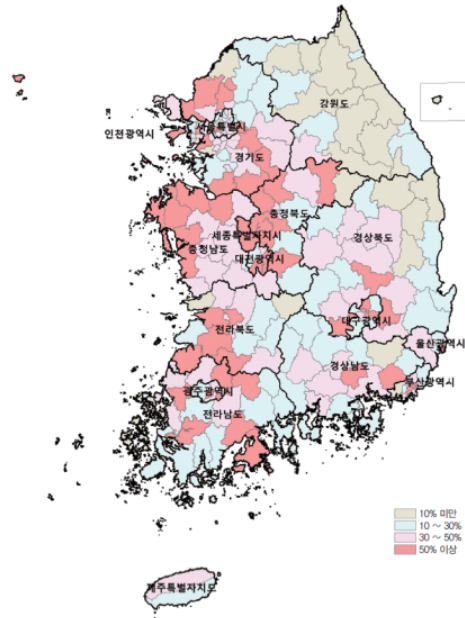 강원도
서울특별시
인천광역시
경기도
충청북도
세종특별자치시
경상북도
충청남도
대전광역시
대구광역시
전라북도
울산광역시
경상남도
부산광역시
광주광역시
전라남도
10% 미만
10 ~ 30%
30 ~ 50%
50% 이상
제주특별자치도